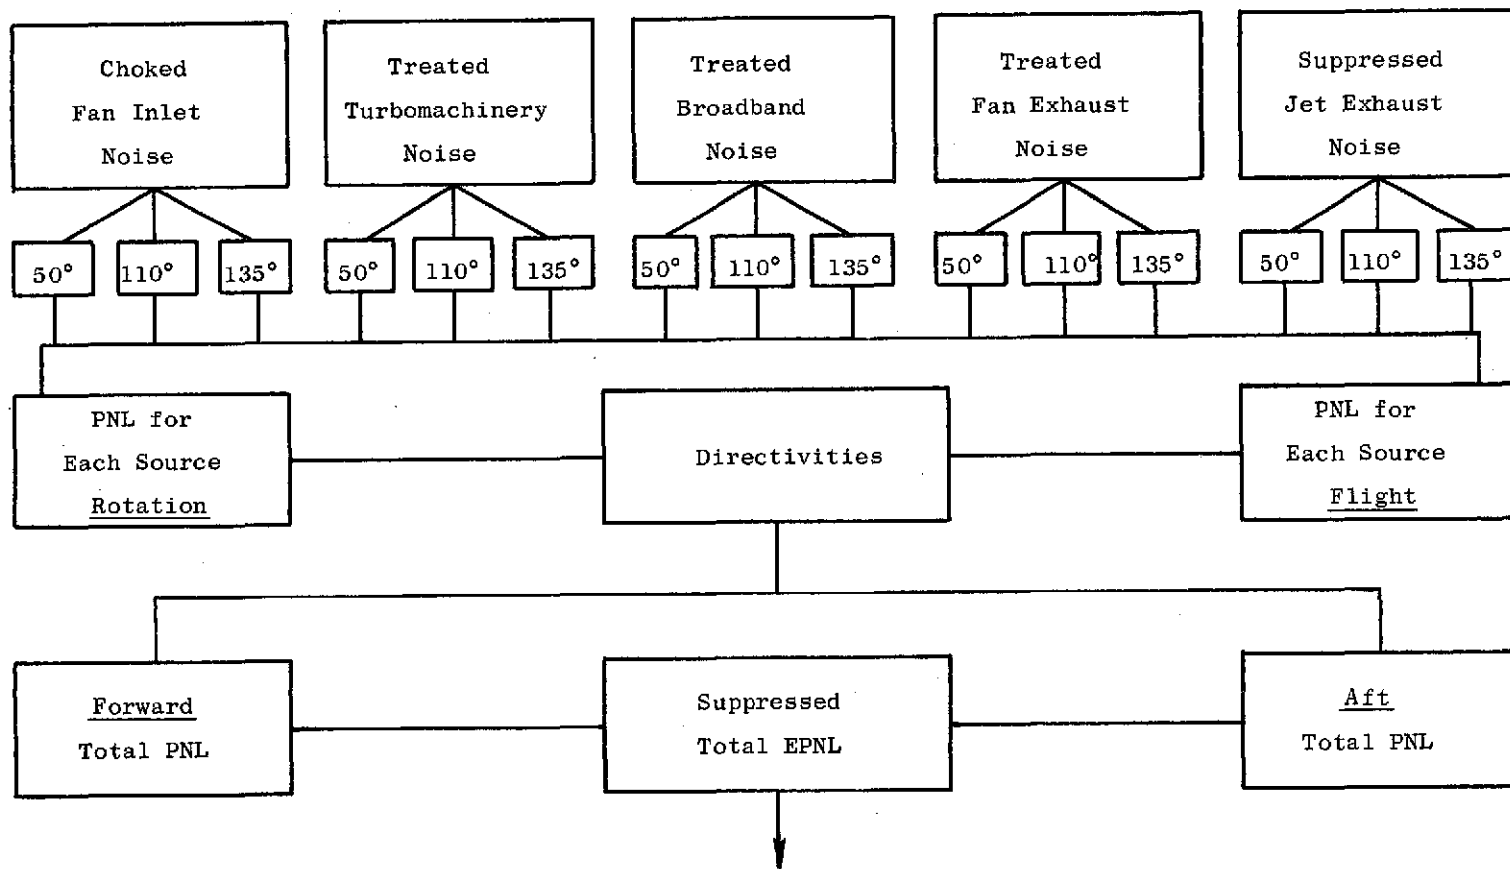 Choked
Fan Inlet
Noise
Treated
Turbomachinery
Noise
Treated
Broadband
Noise
Treated
Fan Exhaust
Noise
Suppressed
Jet Exhaust
Noise
50°
110°
135°
50°
110°
135°
50°
110°
135°
50°
110°
135°
50°
110°
135°
PNL for
Each Source
Rotation
Directivities
PNL for
Each Source
Flight
Forward
Total PNL
Suppressed
Total EPNL
Aft
Total PNL